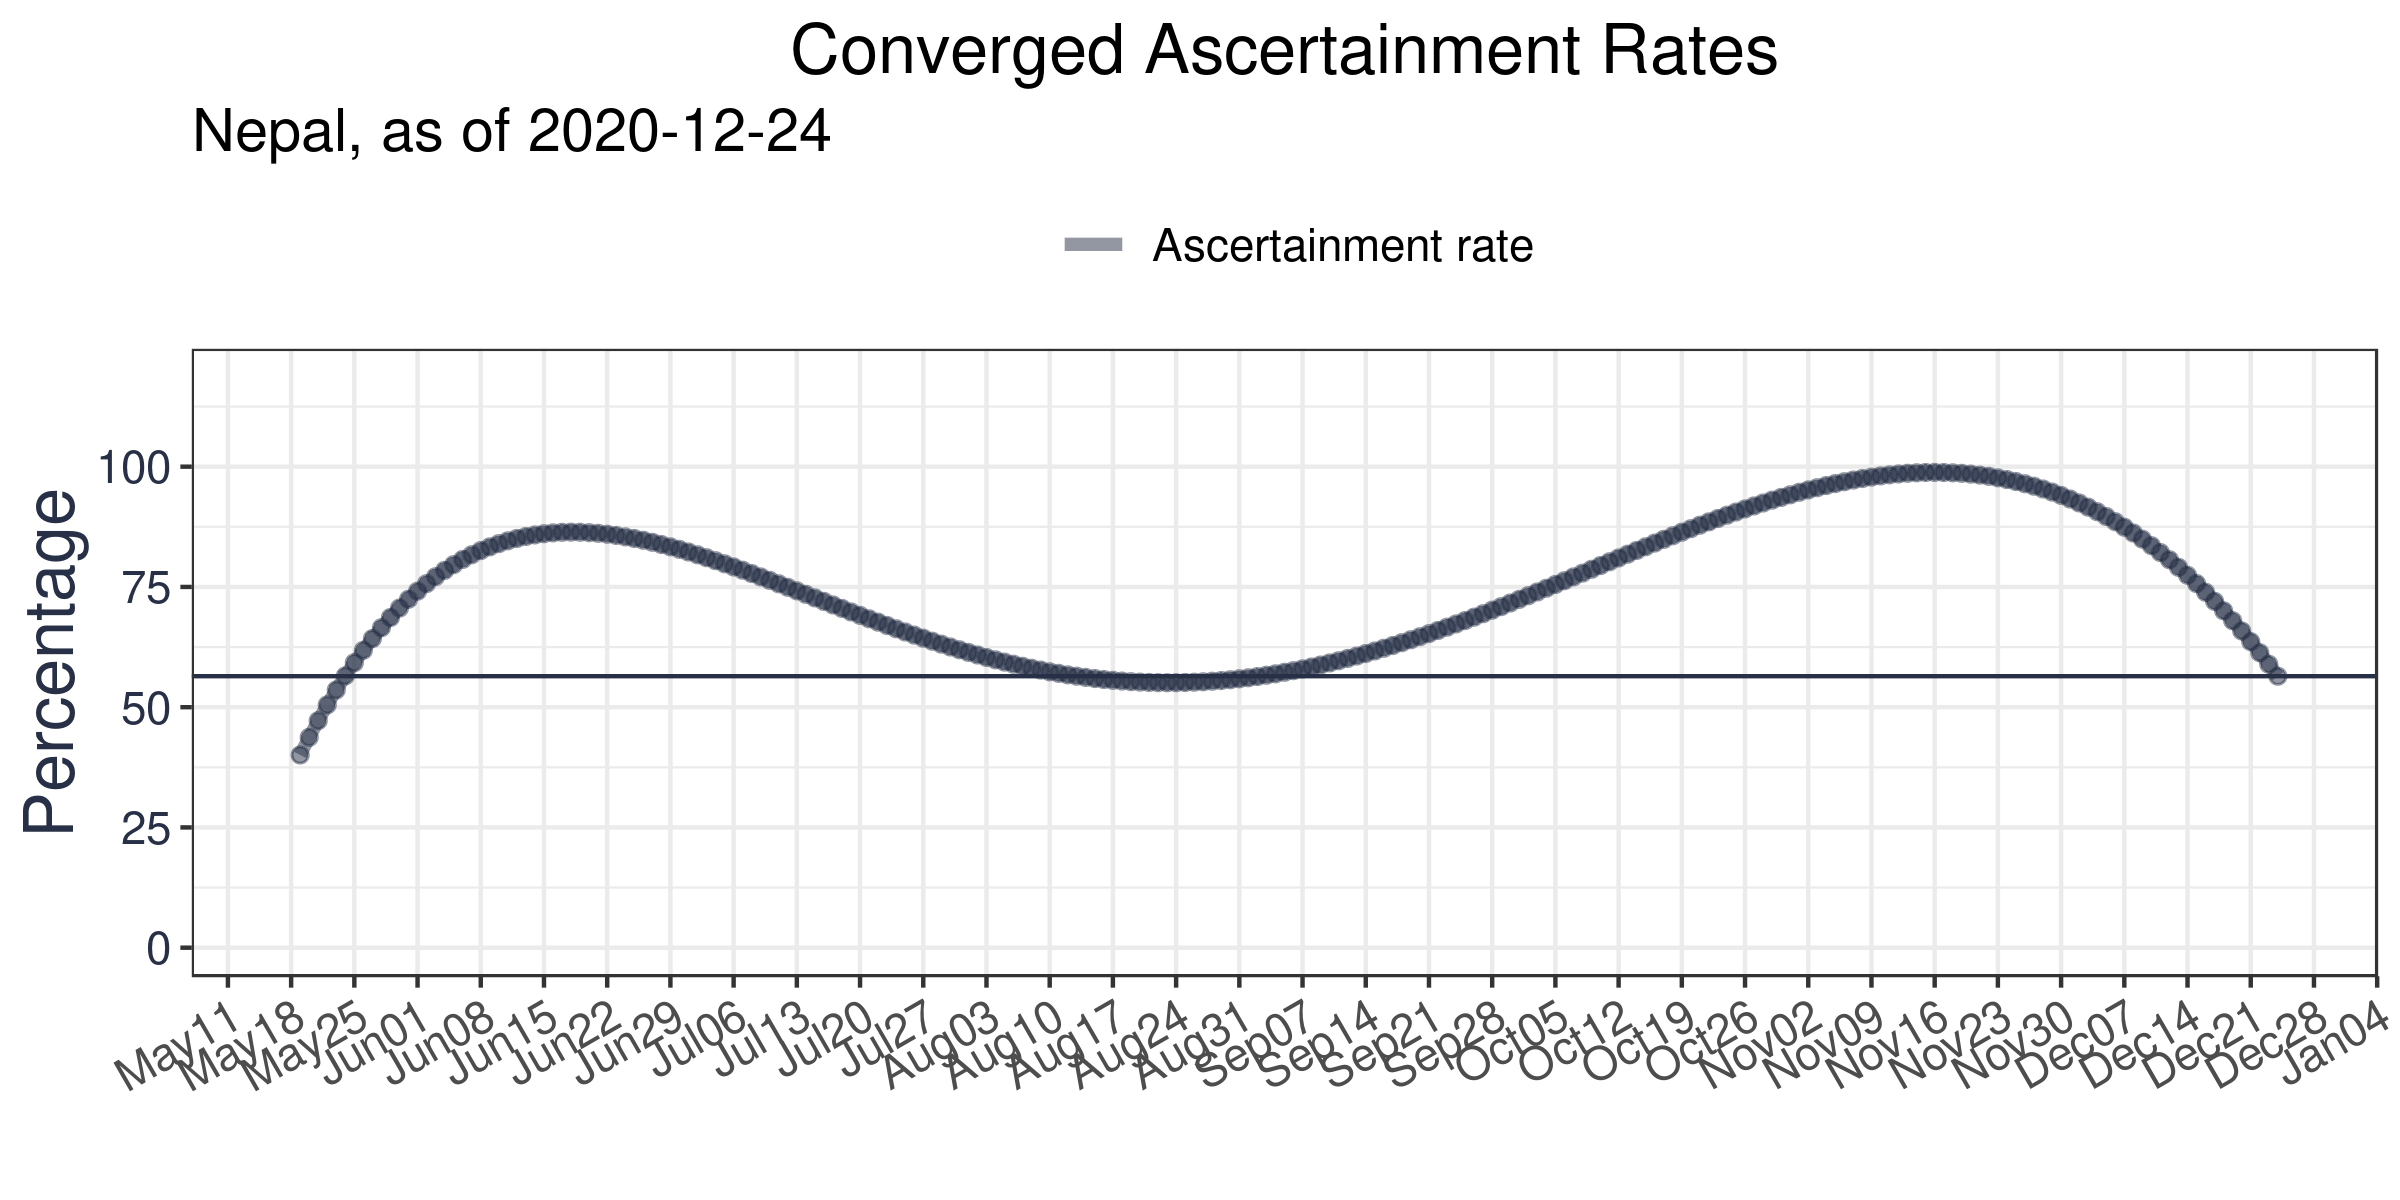 Converged Ascertainment Rates
Nepal, as of 2020-12-24
Ascertainment rate
Percentage
100
75
50
25
0
May11 May18 May25 Jun01 Jun08 Jun15 Jun22 Jun29 Jul06 Jul13 Jul20 Jul27 Aug03 Aug10 Aug17 Aug24 Aug31 Sep07 Sep14 Sep21 Sep28 Oct05 Oct12 Oct19 Oct26 Nov02 Nov09 Nov16 Nov23 Nov30 Dec07 Dec14 Dec21 Dec28 Jan04